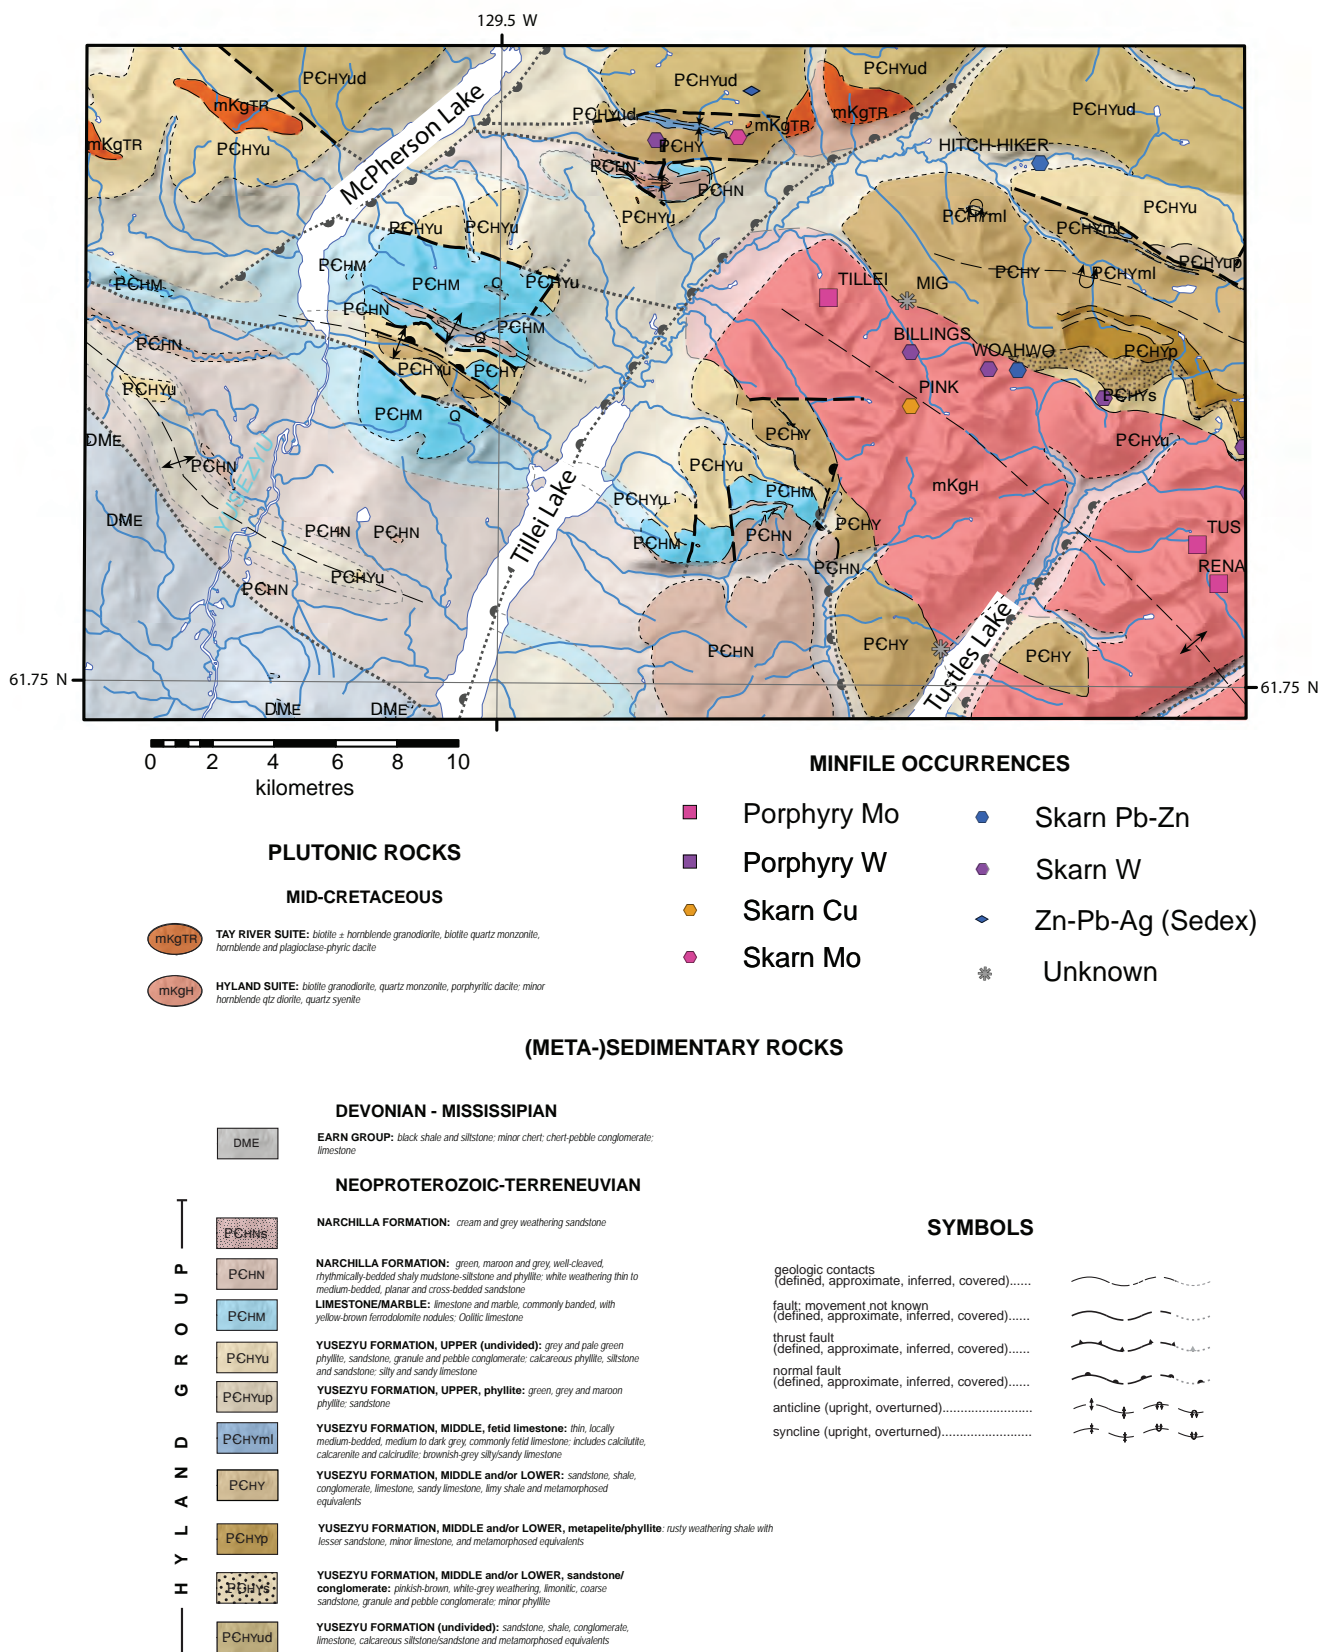 129.5 W
PЄHYud
PЄHYud
PЄHYud
mKgTR
McPherson Lake
PЄHYud
mKgTR
mKgTR
PЄHYud
mKgTR
PЄHYu
PЄHY
HITCH-HIKER
PЄHN
PЄHN
PЄHYu
PЄHYu
PЄHYu
PЄHYml
PЄHYu
PЄHYml
PЄHM
PЄHM
PЄHM
Q
PЄHYu
TILLEI
MIG
PЄHY
PЄHYml
PЄHYup
PЄHN
PЄHM
PЄHN
Q
BILLINGS
WOAHWO
PЄHYp
PЄHYu
PЄHYu
PЄHY
PINK
PЄHYs
PЄHM
Q
DME
PЄHN
PЄHY
PЄHYu
PЄHYu
YUSEZYU
Tillei Lake
PЄHYu
PЄHM
mKgH
DME
PЄHN
PЄHN
PЄHM
PЄHN
PЄHY
TUS
PЄHN
PЄHYu
PЄHN
RENA
PЄHN
PЄHY
Tustles Lake
PЄHY
61.75 N
61.75 N
DME
DME
0 2 4 6 8 10
kilometres
MINFILE OCCURRENCES
Porphyry Mo
Skarn Pb-Zn
Porphyry W
Skarn W
Skarn Cu
Zn-Pb-Ag (Sedex)
Skarn Mo
Unknown
PLUTONIC ROCKS
MID-CRETACEOUS
mKgTR
TAY RIVER SUITE: biotite ± hornblende granodiorite, biotite quartz monzonite,
hornblende and plagioclase-phyric dacite
mKgH
HYLAND SUITE: biotite granodiorite, quartz monzonite, porphyritic dacite; minor
hornblende qtz diorite, quartz syenite
(META-)SEDIMENTARY ROCKS
DEVONIAN - MISSISSIPIAN
DME
EARN GROUP: black shale and siltstone; minor chert; chert-pebble conglomerate;
limestone
NEOPROTEROZOIC-TERRENEUVIAN
HYLAND GROUP
PЄHNs
NARCHILLA FORMATION: cream and grey weathering sandstone
PЄHN
NARCHILLA FORMATION: green, maroon and grey, well-cleaved,
rhythmically-bedded shaly mudstone-siltstone and phyllite; white weathering thin to
medium-bedded, planar and cross-bedded sandstone
PЄHM
LIMESTONE/MARBLE: limestone and marble, commonly banded, with
yellow-brown ferrodolomite nodules; Oolitic limestone
PЄHYu
YUSEZYU FORMATION, UPPER (undivided): grey and pale green
phyllite, sandstone, granule and pebble conglomerate; calcareous phyllite, siltstone
and sandstone; silty and sandy limestone
PЄHYup
YUSEZYU FORMATION, UPPER, phyllite: green, grey and maroon
phyllite; sandstone
PЄHYml
YUSEZYU FORMATION, MIDDLE, fetid limestone: thin, locally
medium-bedded, medium to dark grey, commonly fetid limestone; includes calcilutite,
calcarenite and calcirudite; brownish-grey silty/sandy limestone
PЄHY
YUSEZYU FORMATION, MIDDLE and/or LOWER: sandstone, shale,
conglomerate, limestone, sandy limestone, limy shale and metamorphosed
equivalents
PЄHYp
YUSEZYU FORMATION, MIDDLE and/or LOWER, metapelite/phyllite: rusty weathering shale with
lesser sandstone, minor limestone, and metamorphosed equivalents
PЄHYs
YUSEZYU FORMATION, MIDDLE and/or LOWER, sandstone/
conglomerate: pinkish-brown, white-grey weathering, limonitic, coarse
sandstone, granule and pebble conglomerate; minor phyllite
PЄHYud
YUSEZYU FORMATION (undivided): sandstone, shale, conglomerate,
limestone, calcareous siltstone/sandstone and metamorphosed equivalents
SYMBOLS
geologic contacts
(defined, approximate, inferred, covered)......
fault; movement not known
(defined, approximate, inferred, covered)......
thrust fault
(defined, approximate, inferred, covered)......
normal fault
(defined, approximate, inferred, covered)......
anticline (upright, overturned)..........................
syncline (upright, overturned)..........................